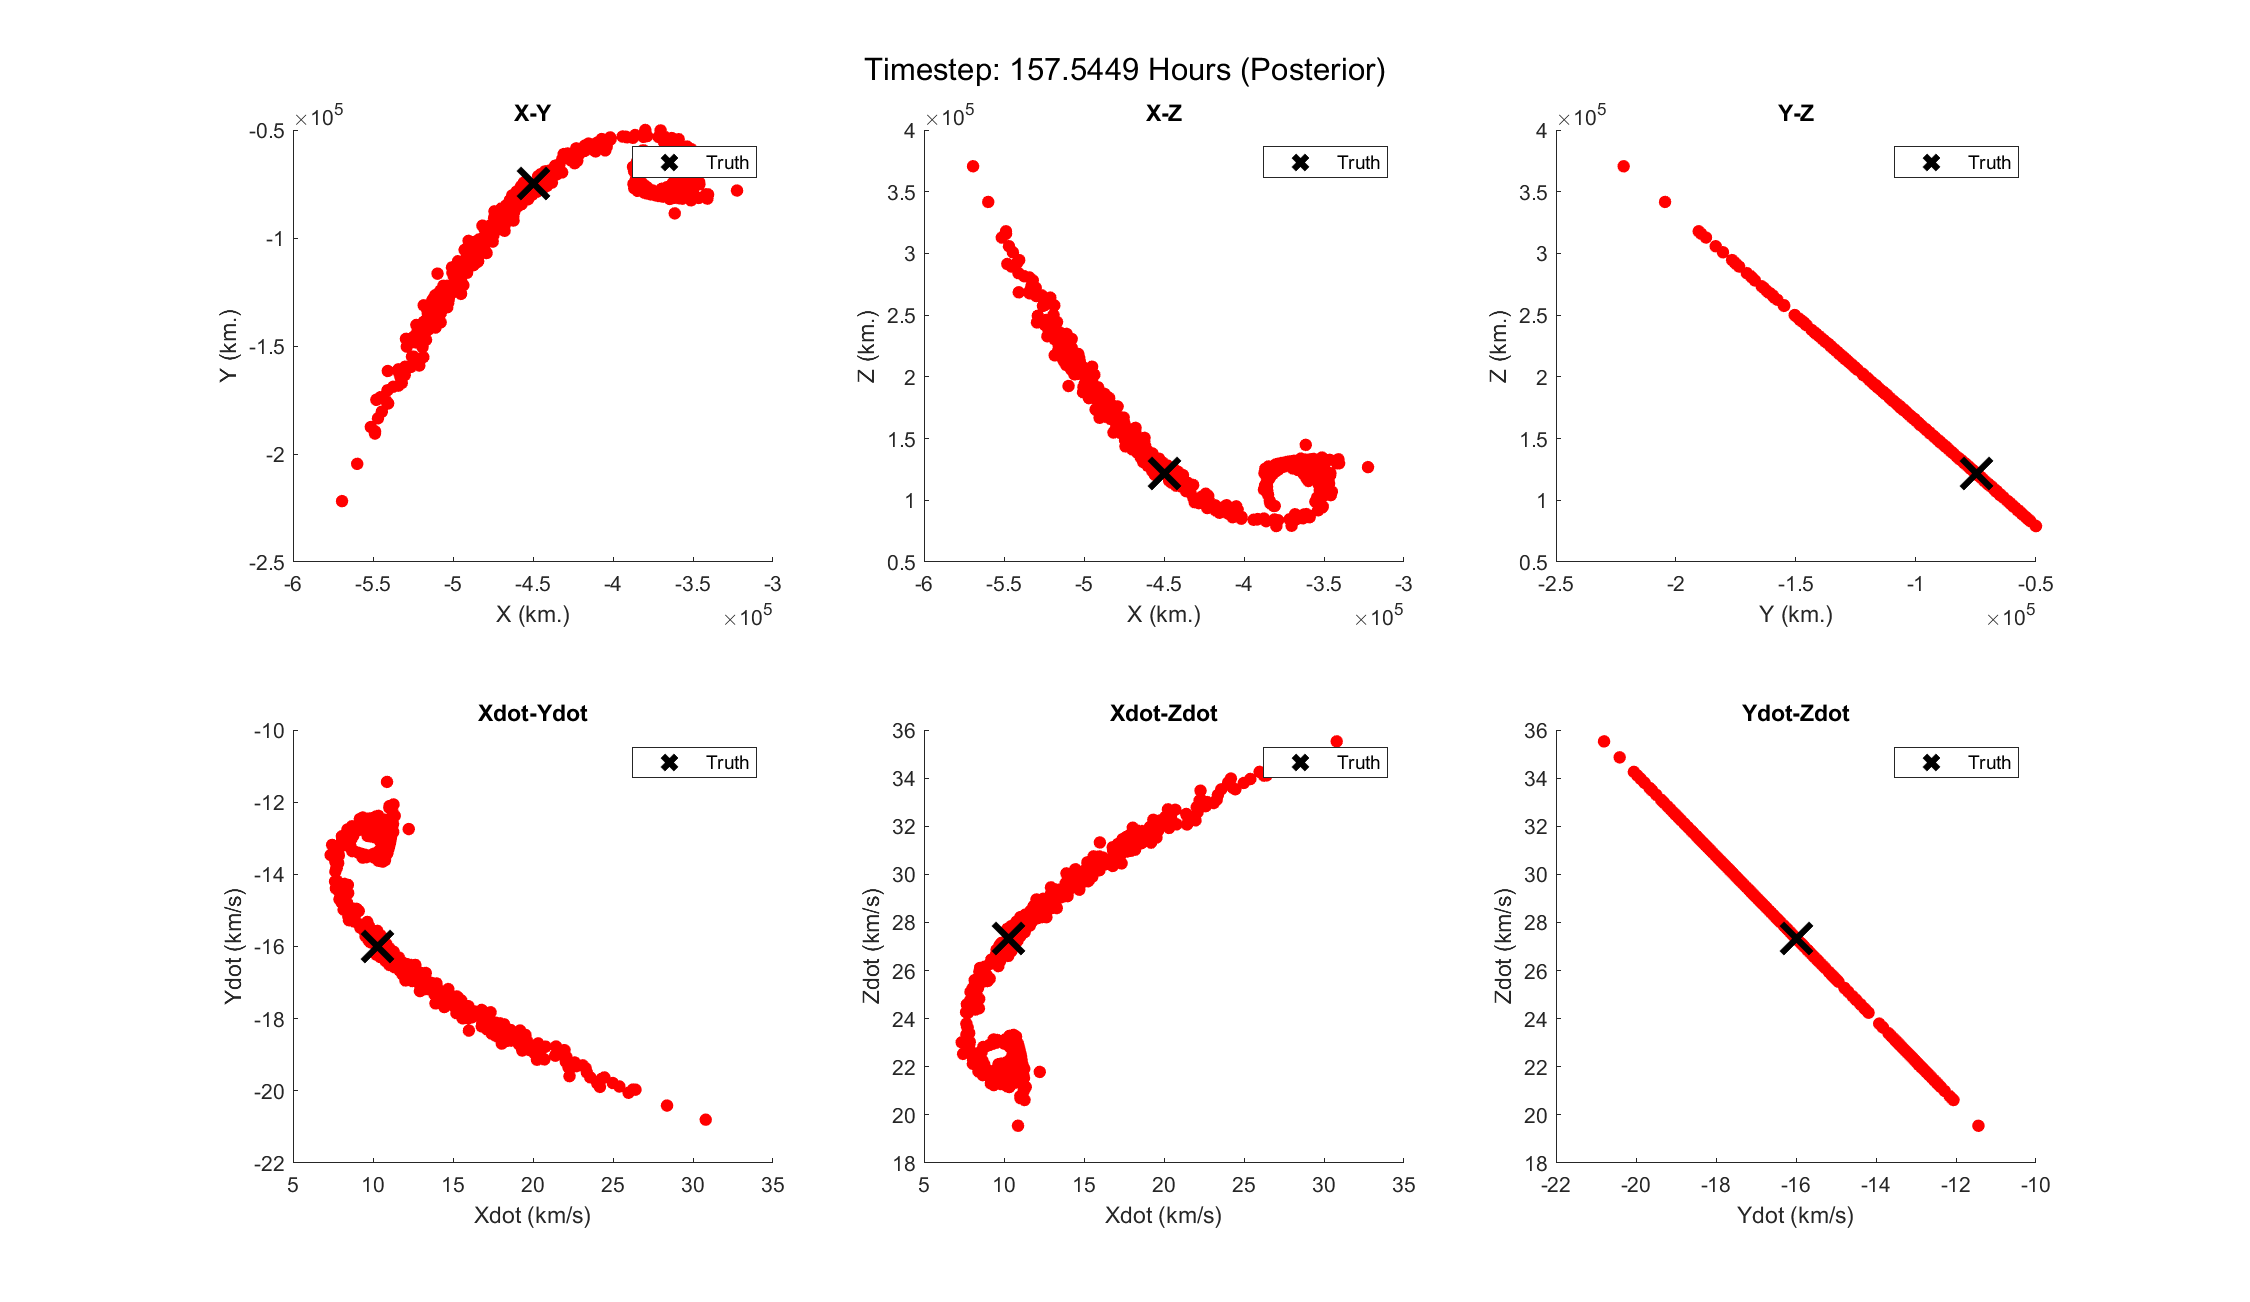 Timestep: 157.5449 Hours (Posterior)
X-Y
×10^5
-0.5
-1
-1.5
-2
-2.5
Y (km.)
-6 -5.5 -5 -4.5 -4 -3.5 -3
X (km.)
×10^5
Truth
X-Z
×10^5
4
3.5
3
2.5
2
1.5
1
0.5
Z (km.)
-6 -5.5 -5 -4.5 -4 -3.5 -3
X (km.)
×10^5
Truth
Y-Z
×10^5
4
3.5
3
2.5
2
1.5
1
0.5
Z (km.)
-2.5 -2 -1.5 -1 -0.5
Y (km.)
×10^5
Truth
Xdot-Ydot
-10
-12
-14
-16
-18
-20
-22
Ydot (km/s)
5 10 15 20 25 30 35
Xdot (km/s)
Truth
Xdot-Zdot
36
34
32
30
28
26
24
22
20
18
Zdot (km/s)
5 10 15 20 25 30 35
Xdot (km/s)
Truth
Ydot-Zdot
36
34
32
30
28
26
24
22
20
18
Zdot (km/s)
-22 -20 -18 -16 -14 -12 -10
Ydot (km/s)
Truth